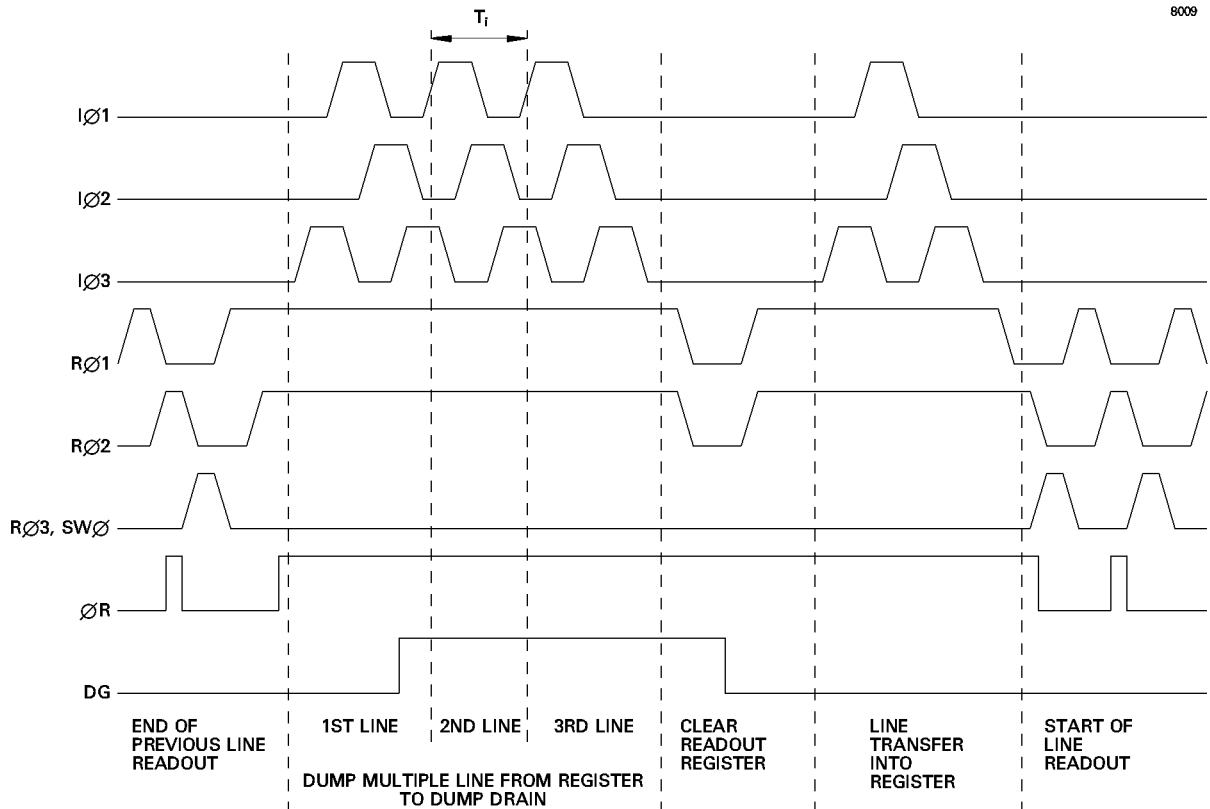 8009
Ti
IØ1
IØ2
IØ3
RØ1
RØ2
RØ3, SWØ
ØR
DG
END OF
PREVIOUS LINE
READOUT
1ST LINE
2ND LINE
3RD LINE
DUMP MULTIPLE LINE FROM REGISTER
TO DUMP DRAIN
CLEAR
READOUT
REGISTER
LINE
TRANSFER
INTO
REGISTER
START OF
LINE
READOUT